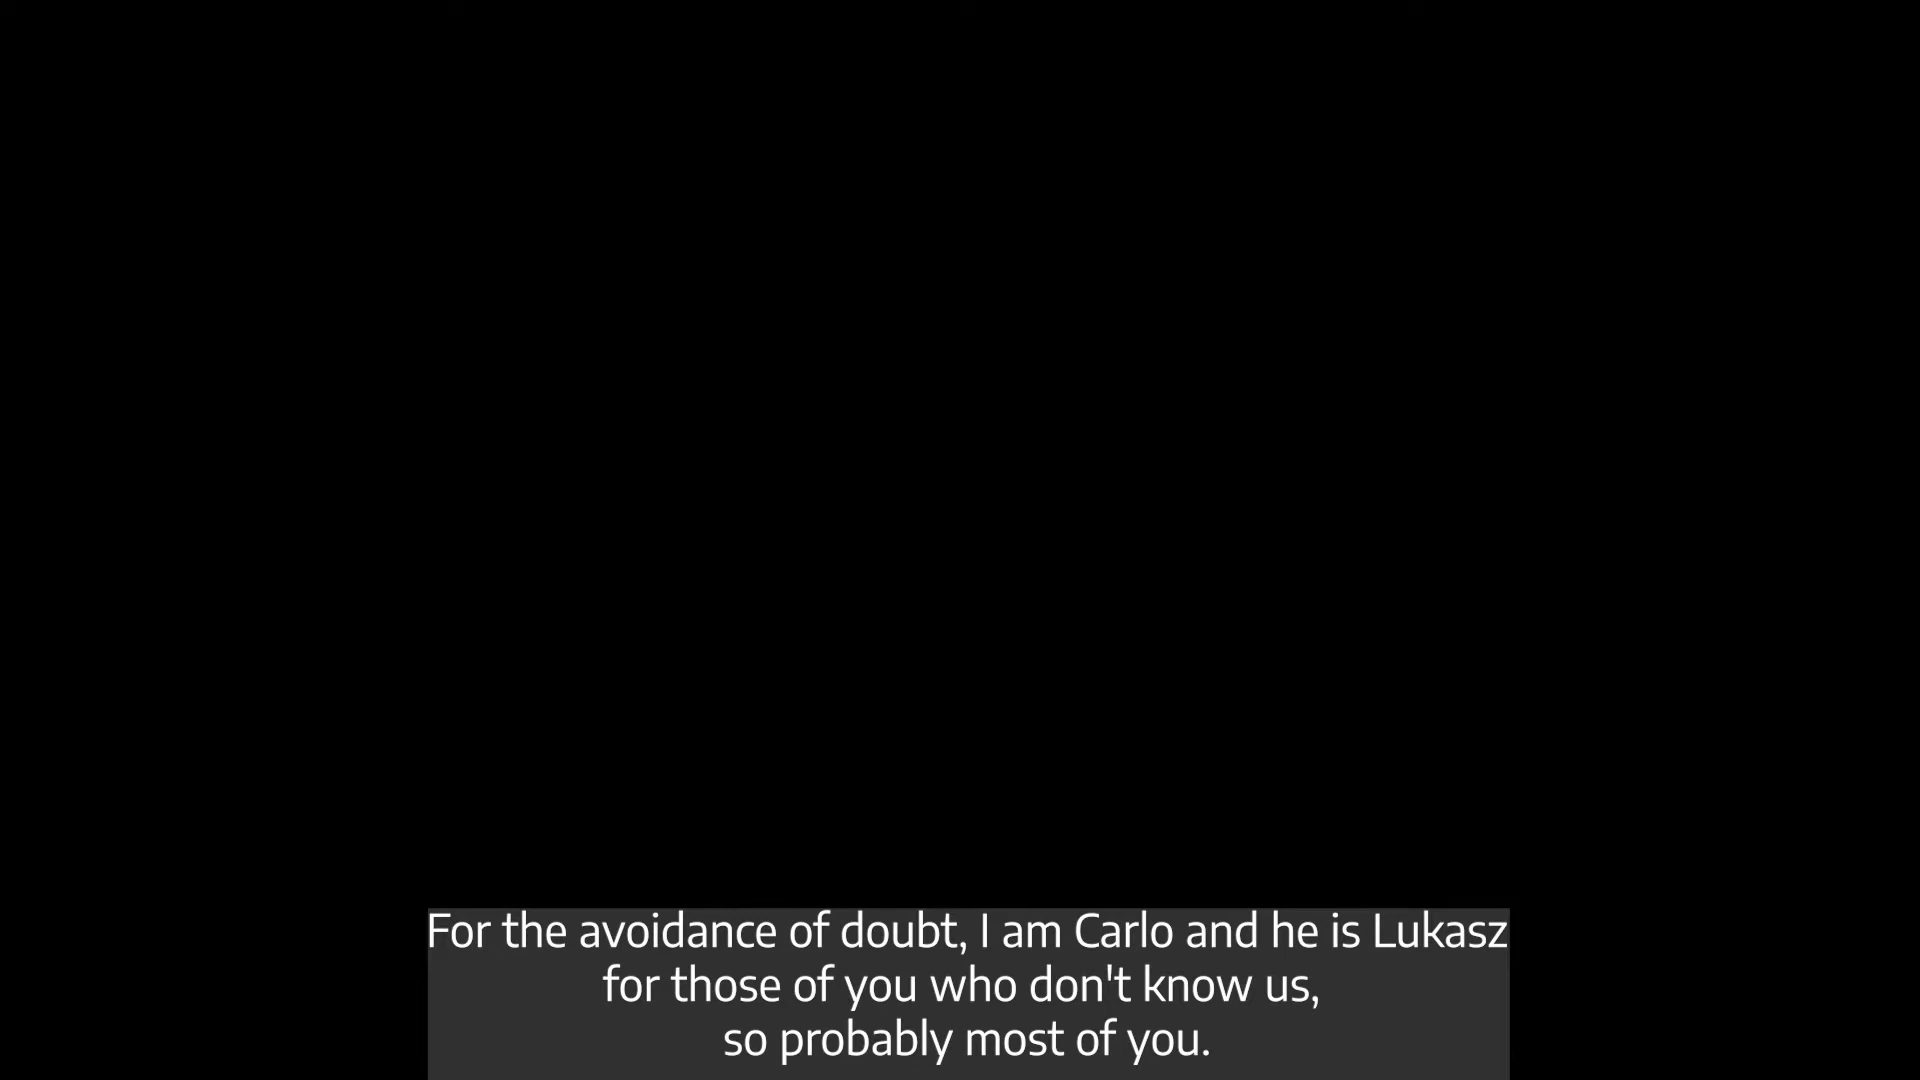 For the avoidance of doubt, I am Carlo and he is Lukasz
for those of you who don't know us,
so probably most of you.